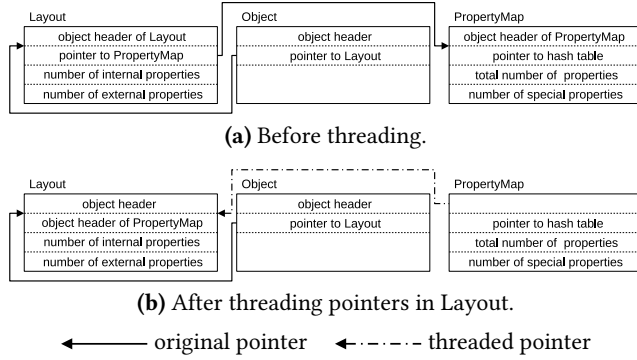 Layout
object header of Layout
pointer to PropertyMap
number of internal properties
number of external properties
Object
object header
pointer to Layout
PropertyMap
object header of PropertyMap
pointer to hash table
total number of properties
number of special properties
(a) Before threading.
Layout
object header
object header of PropertyMap
number of internal properties
number of external properties
Object
object header
pointer to Layout
PropertyMap
pointer to hash table
total number of properties
number of special properties
(b) After threading pointers in Layout.
original pointer
threaded pointer